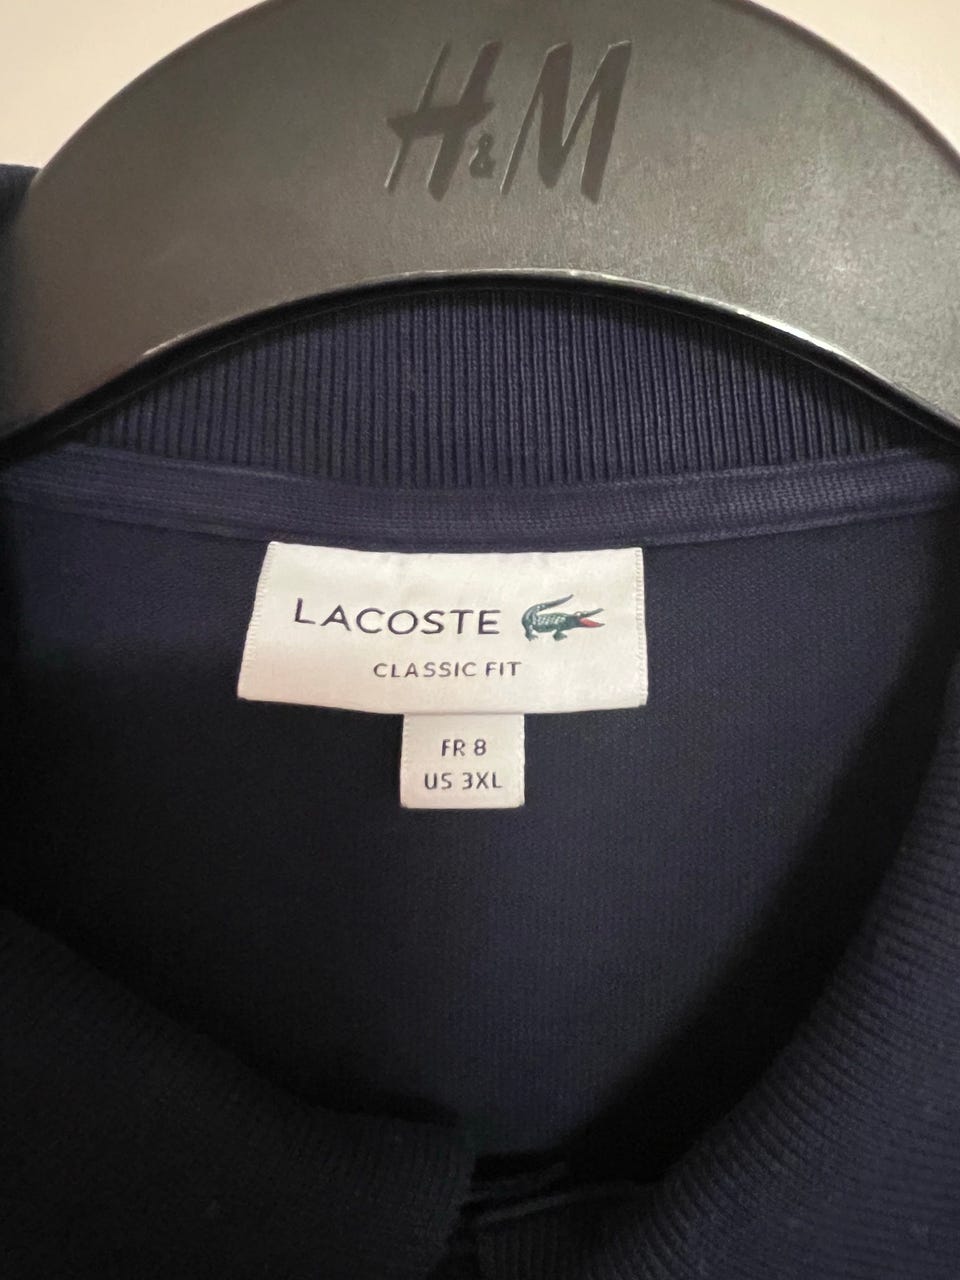 H&M
LACOSTE
CLASSIC FIT
FR 8
US 3XL